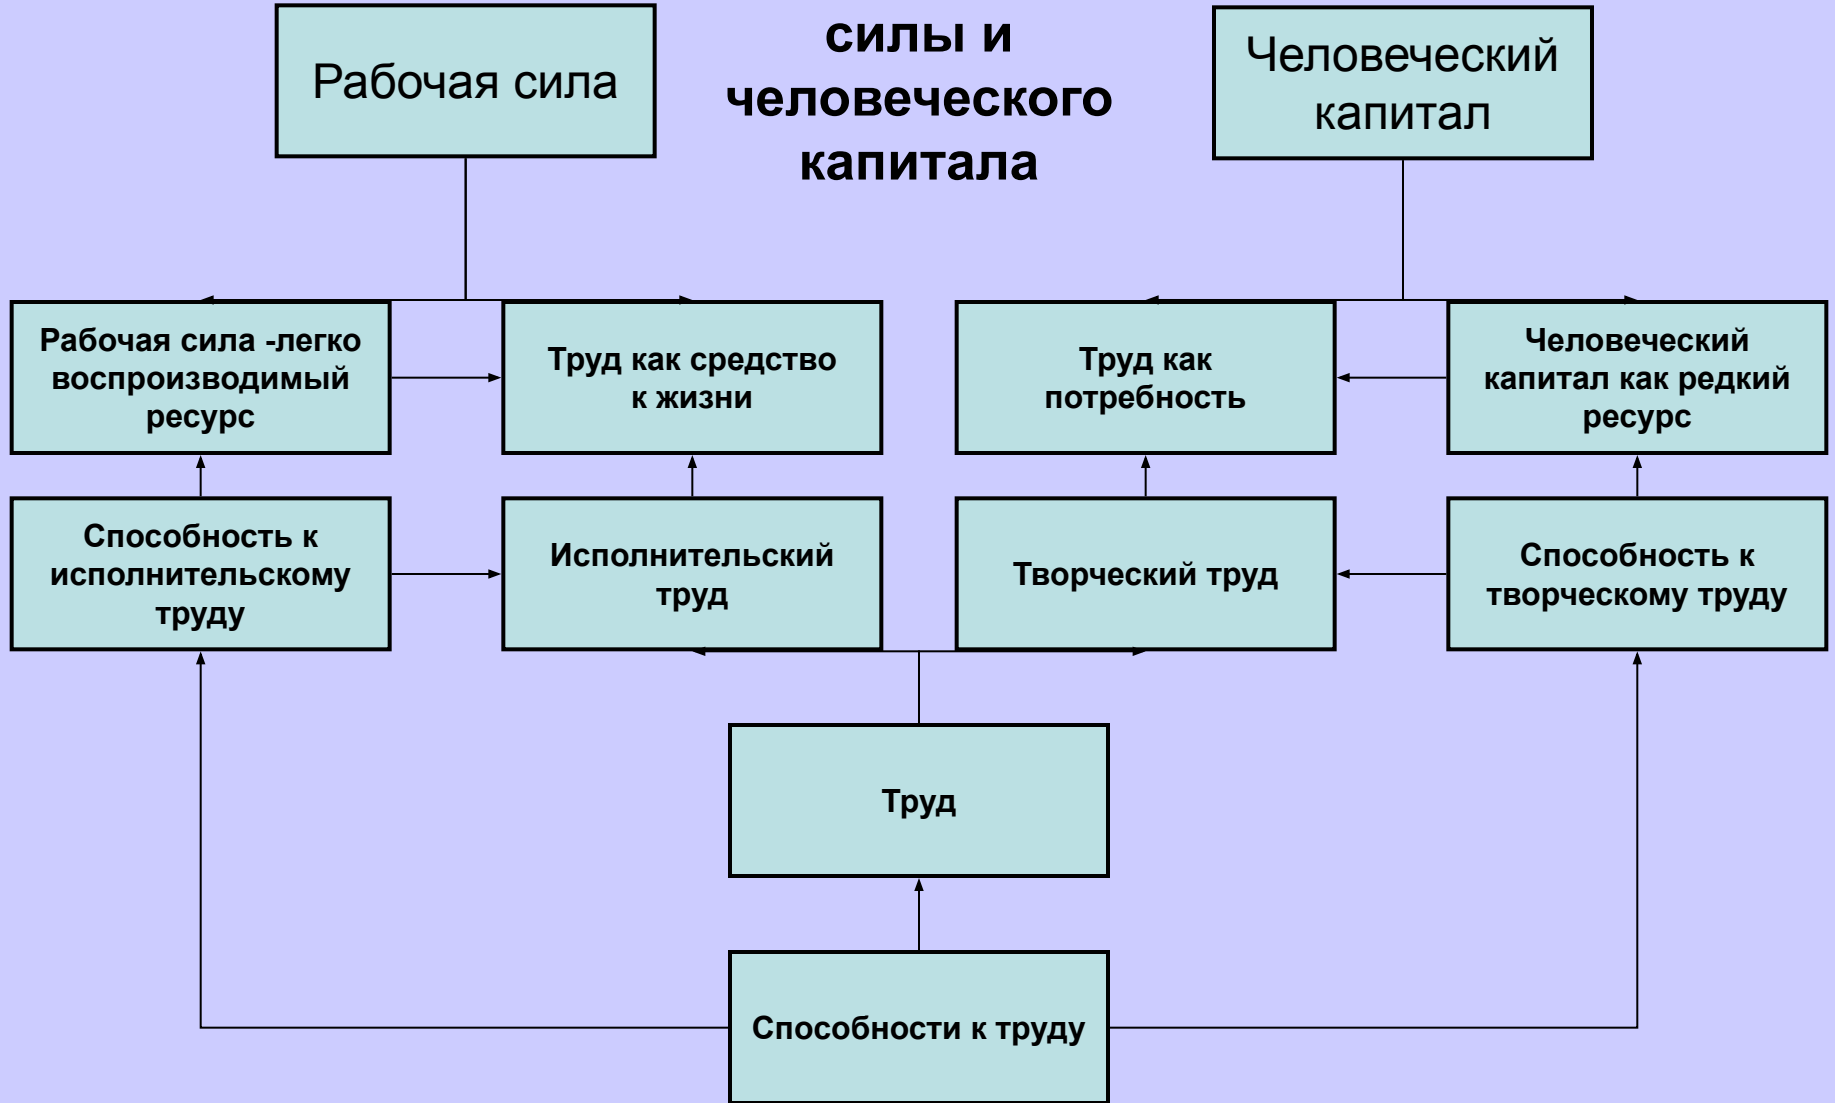 силы и
человеческого
капитала
Рабочая сила
Человеческий
капитал
Рабочая сила -легко
воспроизводимый
ресурс
Труд как средство
к жизни
Труд как
потребность
Человеческий
капитал как редкий
ресурс
Способность к
исполнительскому
труду
Исполнительский
труд
Творческий труд
Способность к
творческому труду
Труд
Способности к труду